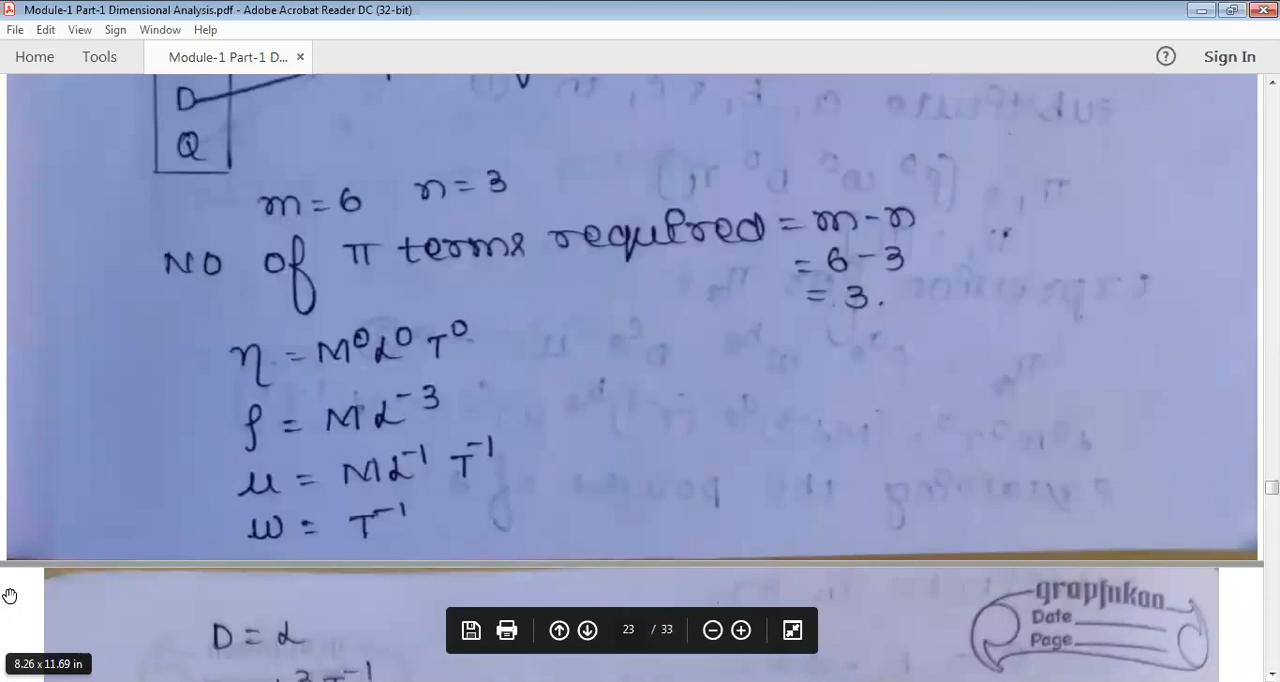 Module-1 Part-1 Dimensional Analysis.pdf - Adobe Acrobat Reader DC (32-bit)
File Edit View Sign Window Help
Home Tools Module-1 Part-1 D... × ? Sign In
D
Q
m = 6 n = 3
No of π terms required = m - n
= 6 - 3
= 3.
η = M⁰L⁰T⁰
ρ = ML⁻³
μ = ML⁻¹T⁻¹
ω = T⁻¹
D = L
³T⁻¹
23 / 33
Date
Page
8.26 x 11.69 in